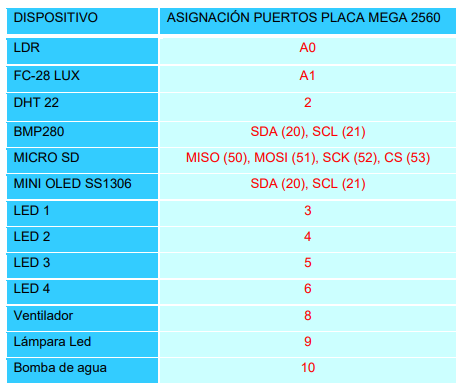 DISPOSITIVO ASIGNACIÓN PUERTOS PLACA MEGA 2560
LDR A0
FC-28 LUX A1
DHT 22 2
BMP280 SDA (20), SCL (21)
MICRO SD MISO (50), MOSI (51), SCK (52), CS (53)
MINI OLED SS1306 SDA (20), SCL (21)
LED 1 3
LED 2 4
LED 3 5
LED 4 6
Ventilador 8
Lámpara Led 9
Bomba de agua 10